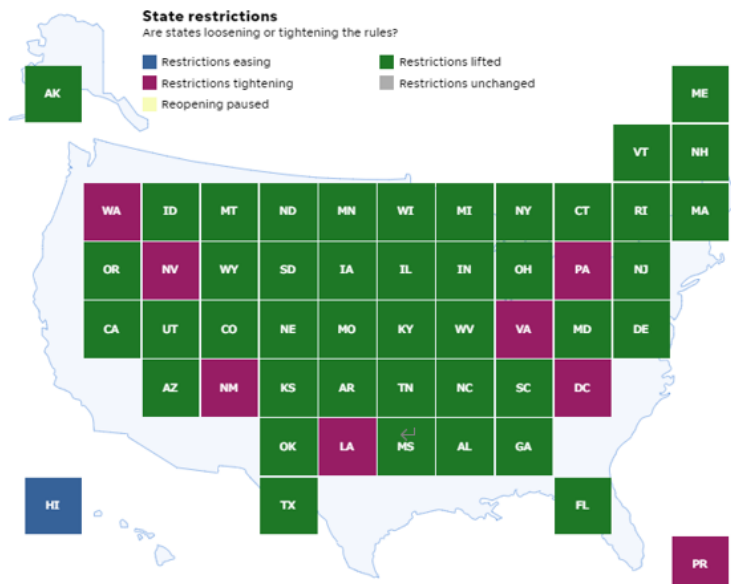 State restrictions
Are states loosening or tightening the rules?
Restrictions easing Restrictions lifted
Restrictions tightening Restrictions unchanged
Reopening paused
AK ME
VT NH
WA ID MT ND MN WI MI NY CT RI MA
OR NV WY SD IA IL IN OH PA NJ
CA UT CO NE MO KY WV VA MD DE
AZ NM KS AR TN NC SC DC
OK LA MS AL GA
HI TX FL
PR